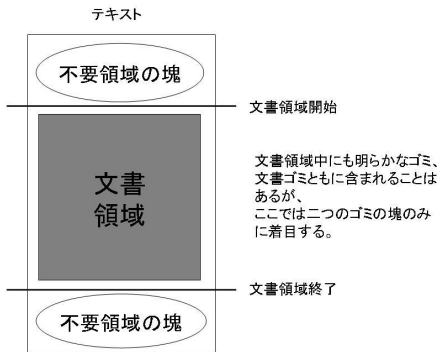 テキスト
不要領域の塊
文書領域開始
文書
領域
文書領域中にも明らかなゴミ、
文書ゴミともに含まれることは
あるが、
ここでは二つのゴミの塊のみ
に着目する。
文書領域終了
不要領域の塊